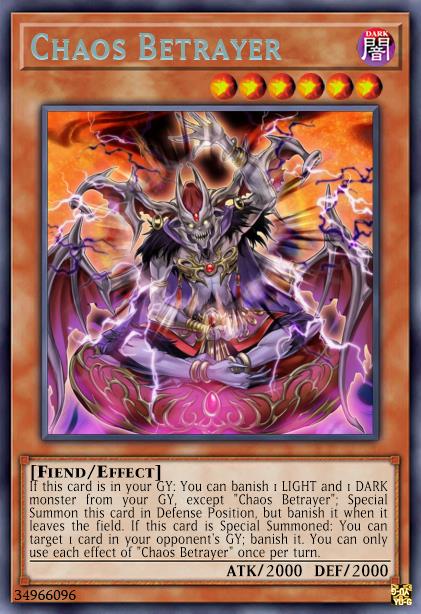 Chaos Betrayer
DARK
闇
[Fiend/Effect]
If this card is in your GY: You can banish 1 LIGHT and 1 DARK
monster from your GY, except "Chaos Betrayer"; Special
Summon this card in Defense Position, but banish it when it
leaves the field. If this card is Special Summoned: You can
target 1 card in your opponent's GY; banish it. You can only
use each effect of "Chaos Betrayer" once per turn.
ATK/2000 DEF/2000
34966096